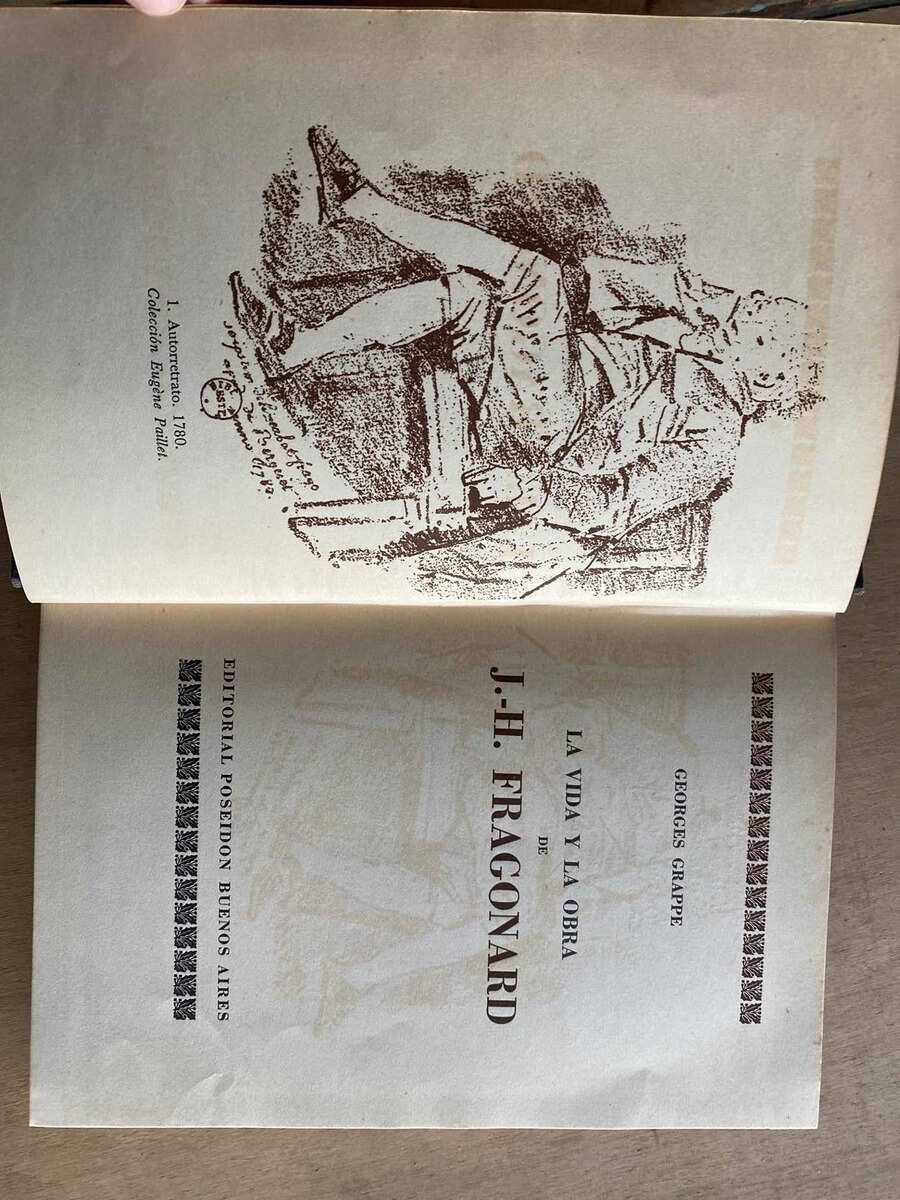 1. Autorretrato. 1780.
Colección Eugène Paillet.
GEORGES GRAPPE
LA VIDA Y LA OBRA
DE
J.-H. FRAGONARD
EDITORIAL POSEIDON BUENOS AIRES